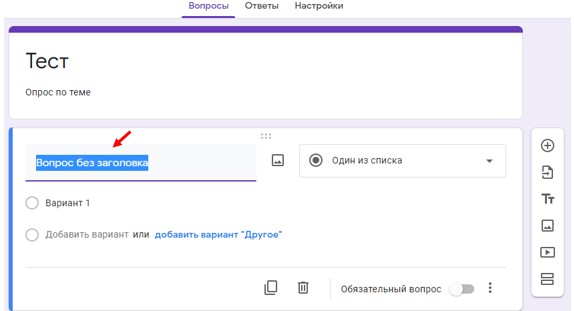 Вопросы Ответы Настройки
Тест
Опрос по теме
Вопрос без заголовка
Один из списка
Вариант 1
Добавить вариант или добавить вариант "Другое"
Обязательный вопрос
Тт